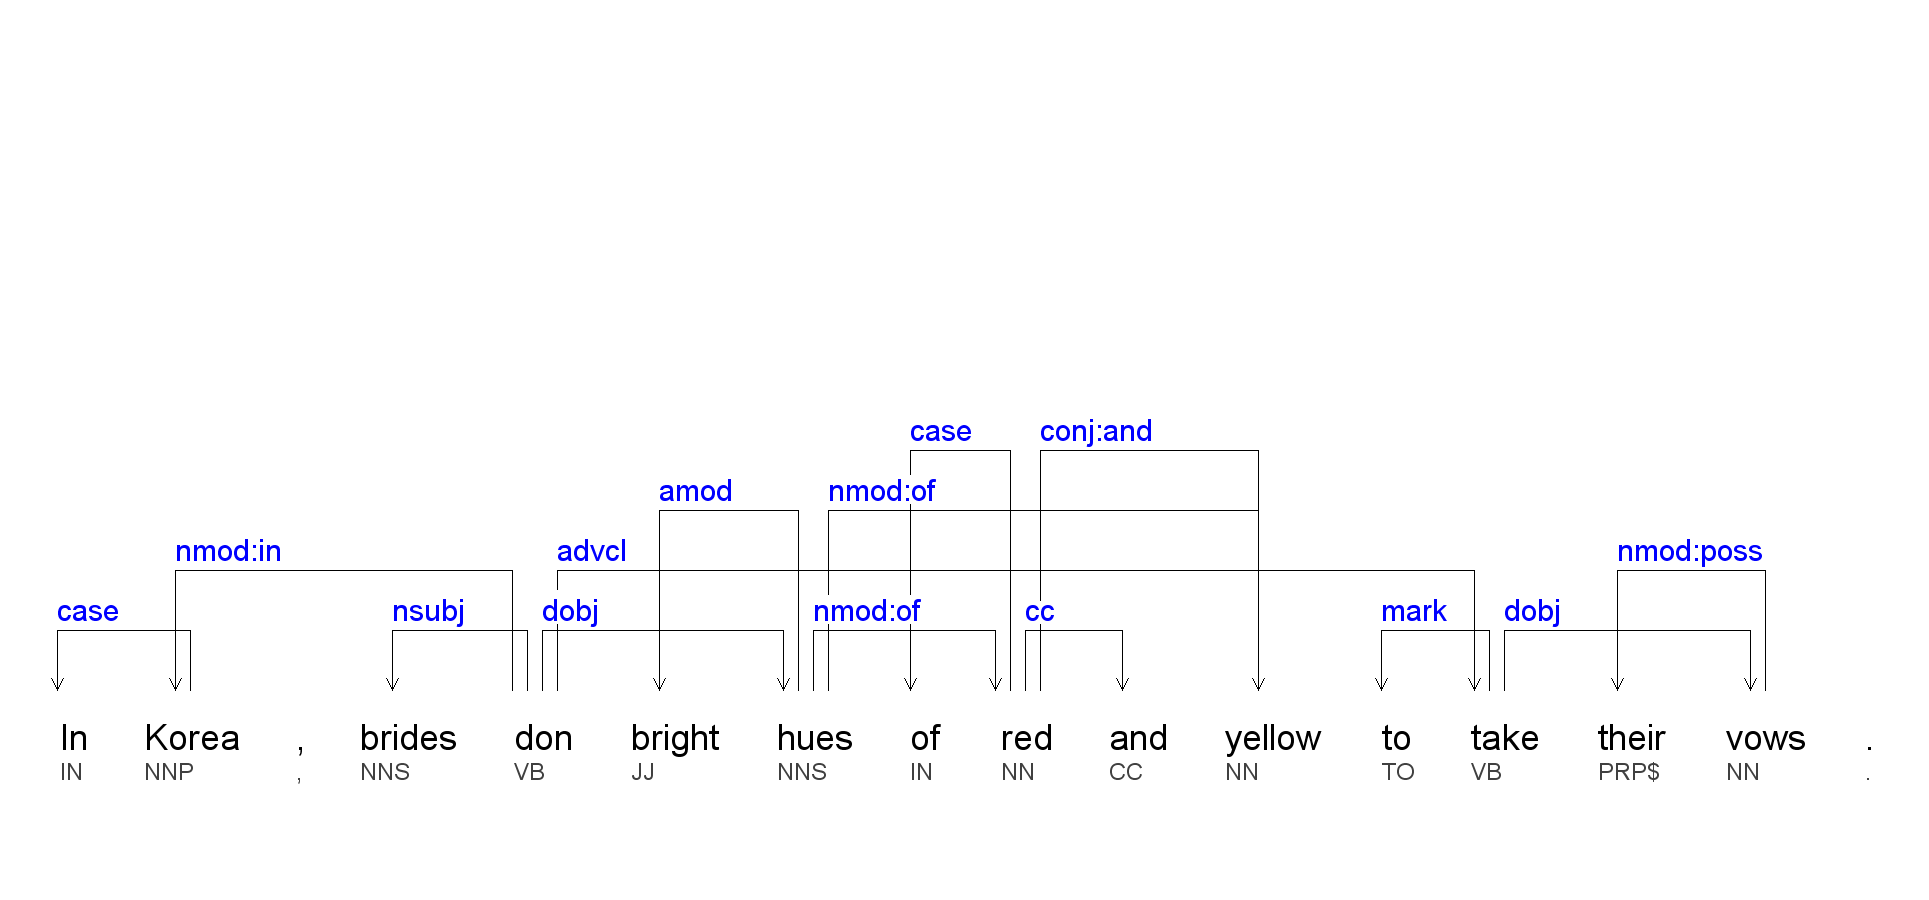 case conj:and
amod nmod:of
nmod:in advcl nmod:poss
case nsubj dobj nmod:of cc mark dobj
In Korea , brides don bright hues of red and yellow to take their vows .
IN NNP , NNS VB JJ NNS IN NN CC NN TO VB PRP$ NN .